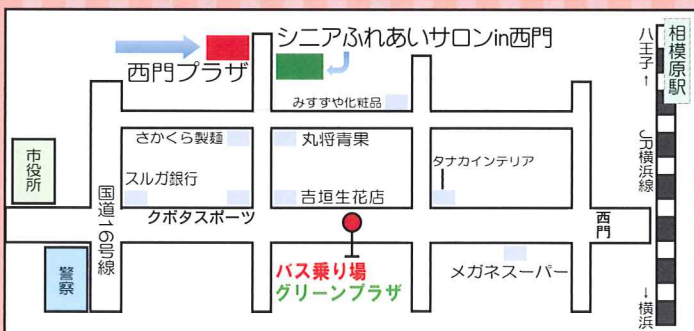 シニアふれあいサロンin西門
西門プラザ
みすずや化粧品
さかくら製麺
丸将青果
タナカインテリア
スルガ銀行
クボタスポーツ
吉垣生花店
市役所
国道16号線
警察
バス乗り場
グリーンプラザ
メガネスーパー
西門
八王子←
JR横浜線
→横浜
相模原駅